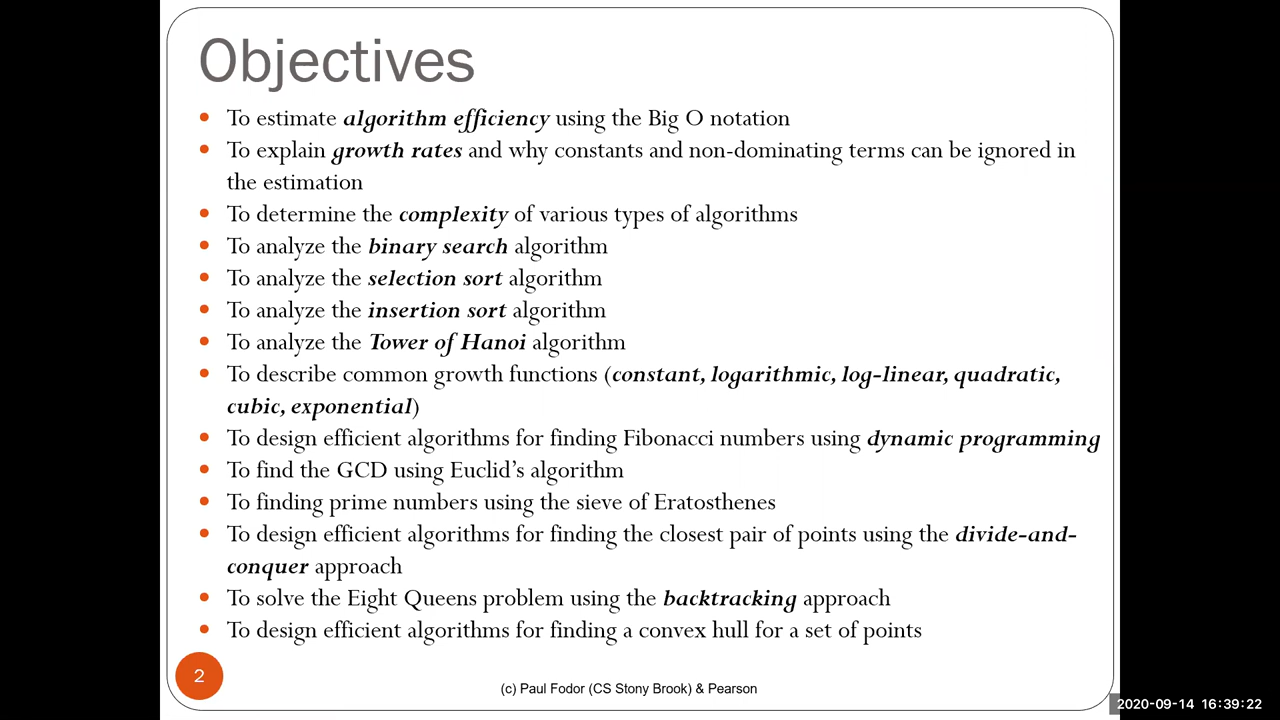 Objectives
To estimate algorithm efficiency using the Big O notation
To explain growth rates and why constants and non-dominating terms can be ignored in
the estimation
To determine the complexity of various types of algorithms
To analyze the binary search algorithm
To analyze the selection sort algorithm
To analyze the insertion sort algorithm
To analyze the Tower of Hanoi algorithm
To describe common growth functions (constant, logarithmic, log-linear, quadratic,
cubic, exponential)
To design efficient algorithms for finding Fibonacci numbers using dynamic programming
To find the GCD using Euclid’s algorithm
To finding prime numbers using the sieve of Eratosthenes
To design efficient algorithms for finding the closest pair of points using the divide-and-
conquer approach
To solve the Eight Queens problem using the backtracking approach
To design efficient algorithms for finding a convex hull for a set of points
2
(c) Paul Fodor (CS Stony Brook) & Pearson
2020-09-14 16:39:22